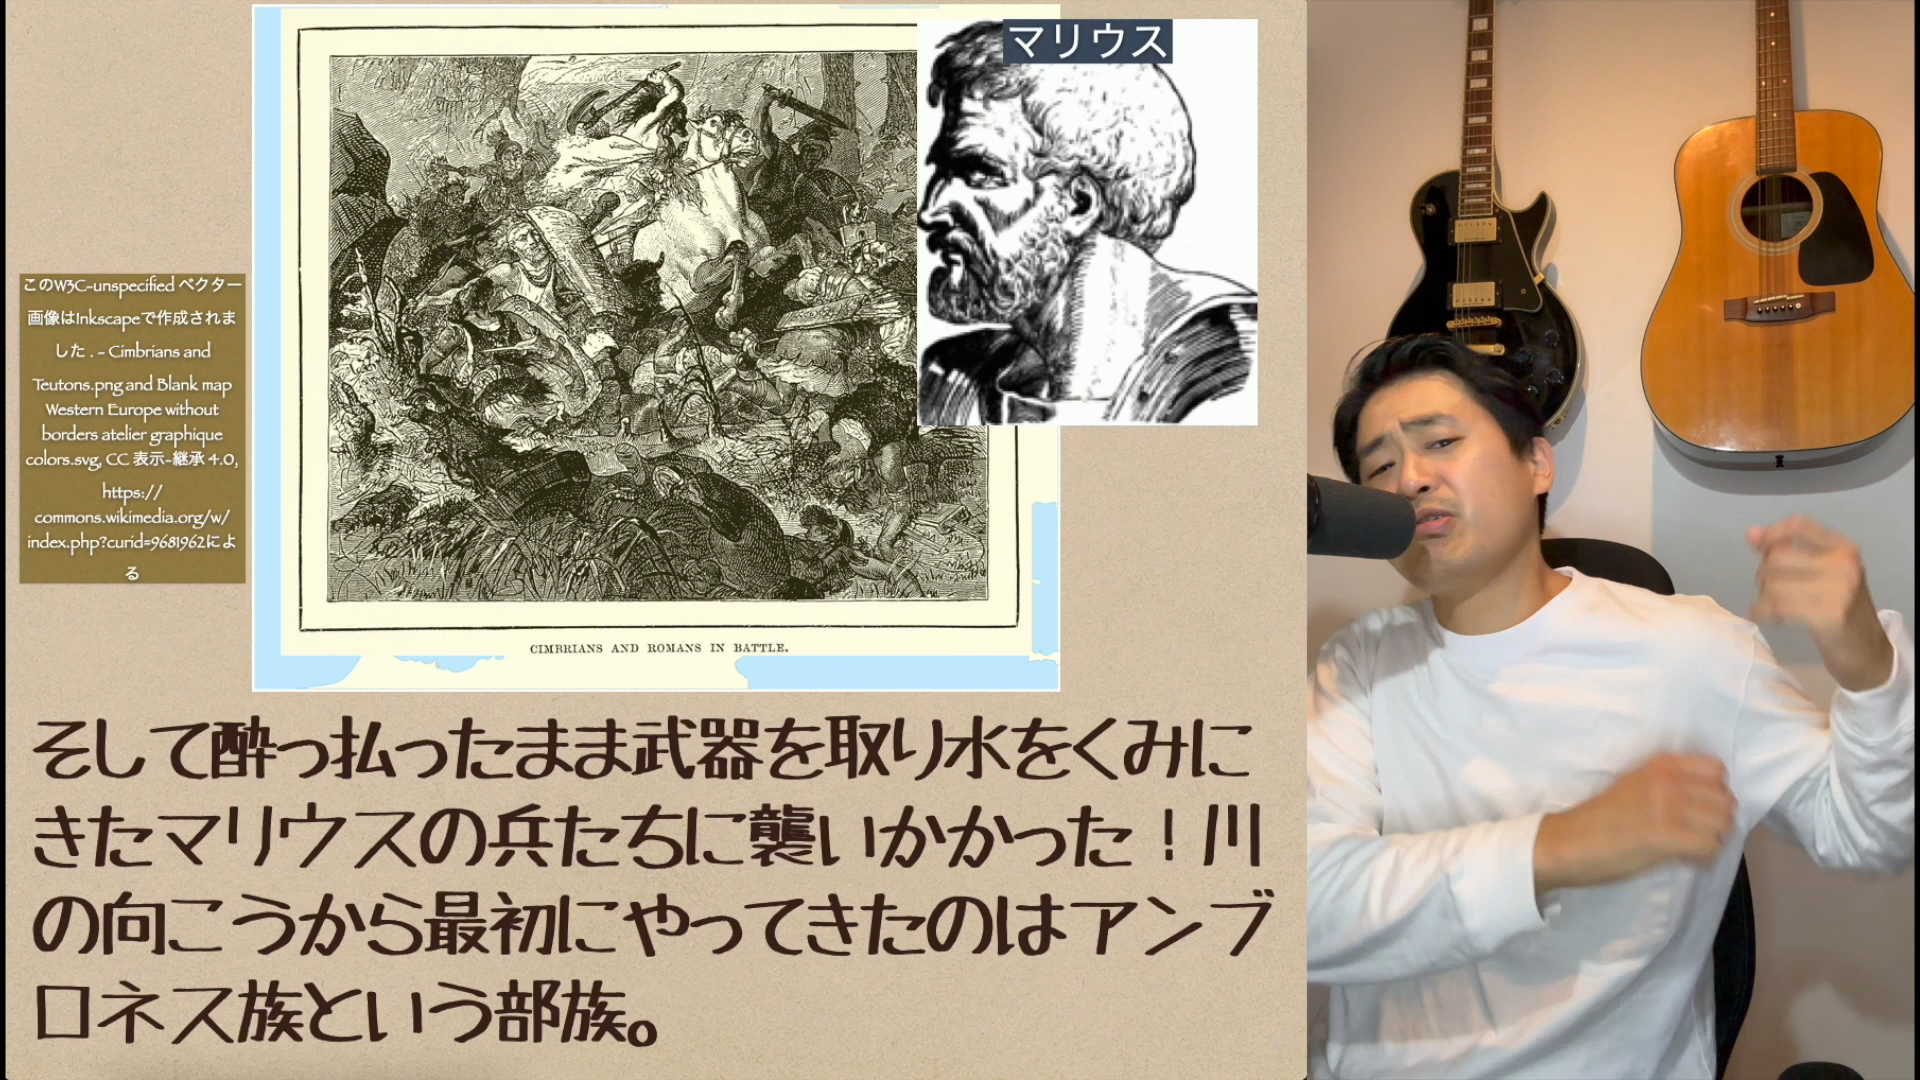 マリウス
このW3C-unspecified ベクター
画像はInkscapeで作成されま
した . - Cimbrians and
Teutons.png and Blank map
Western Europe without
borders atelier graphique
colors.svg, CC 表示-継承 4.0,
https://
commons.wikimedia.org/w/
index.php?curid=9681962によ
る
CIMBRIANS AND ROMANS IN BATTLE.
そして酔っ払ったまま武器を取り水をくみに
きたマリウスの兵たちに襲いかかった！川
の向こうから最初にやってきたのはアンブ
ロネス族という部族。